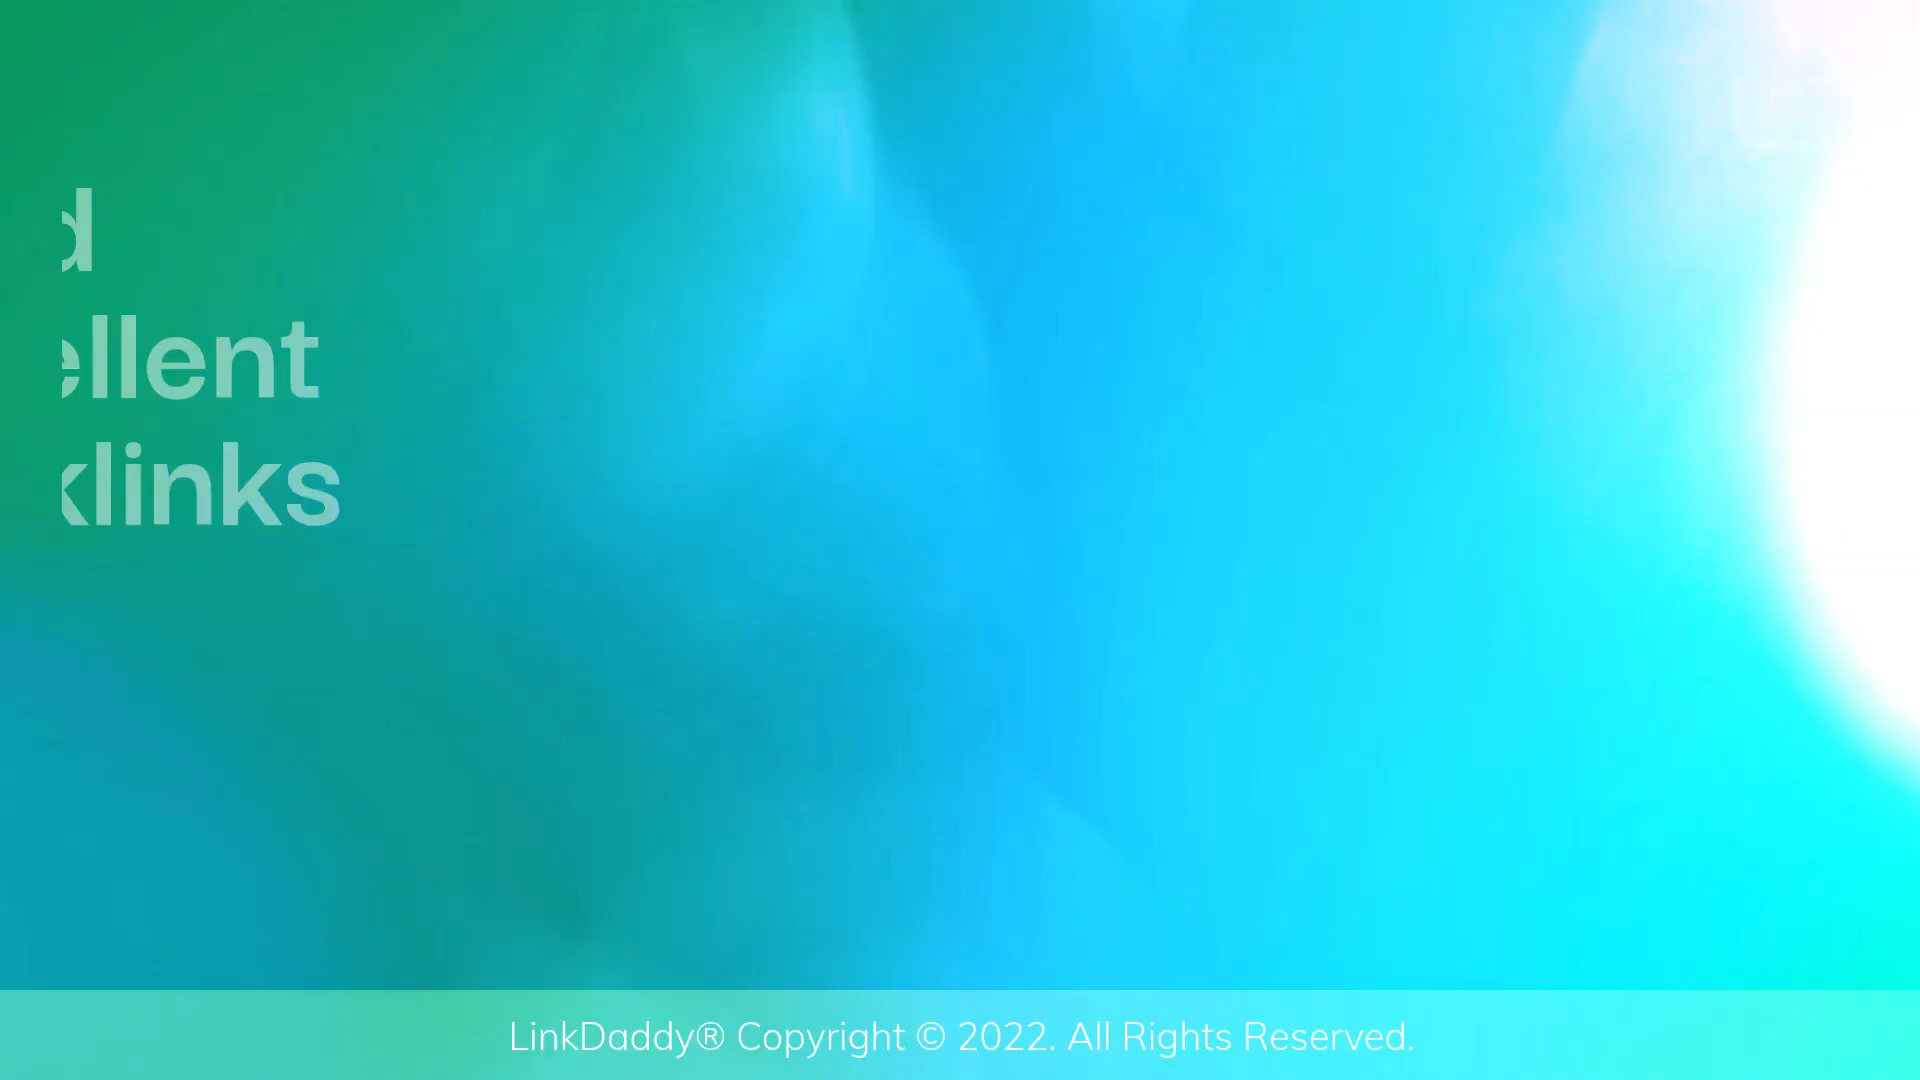 d
ellent
klinks
LinkDaddy® Copyright © 2022. All Rights Reserved.